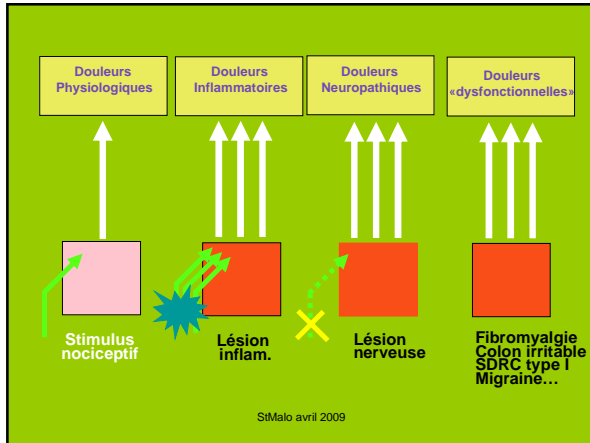 Douleurs
Physiologiques
Douleurs
Inflammatoires
Douleurs
Neuropathiques
Douleurs
«dysfonctionnelles»
Stimulus
nociceptif
Lésion
inflam.
Lésion
nerveuse
Fibromyalgie
Colon irritable
SDRC type I
Migraine…
StMalo avril 2009